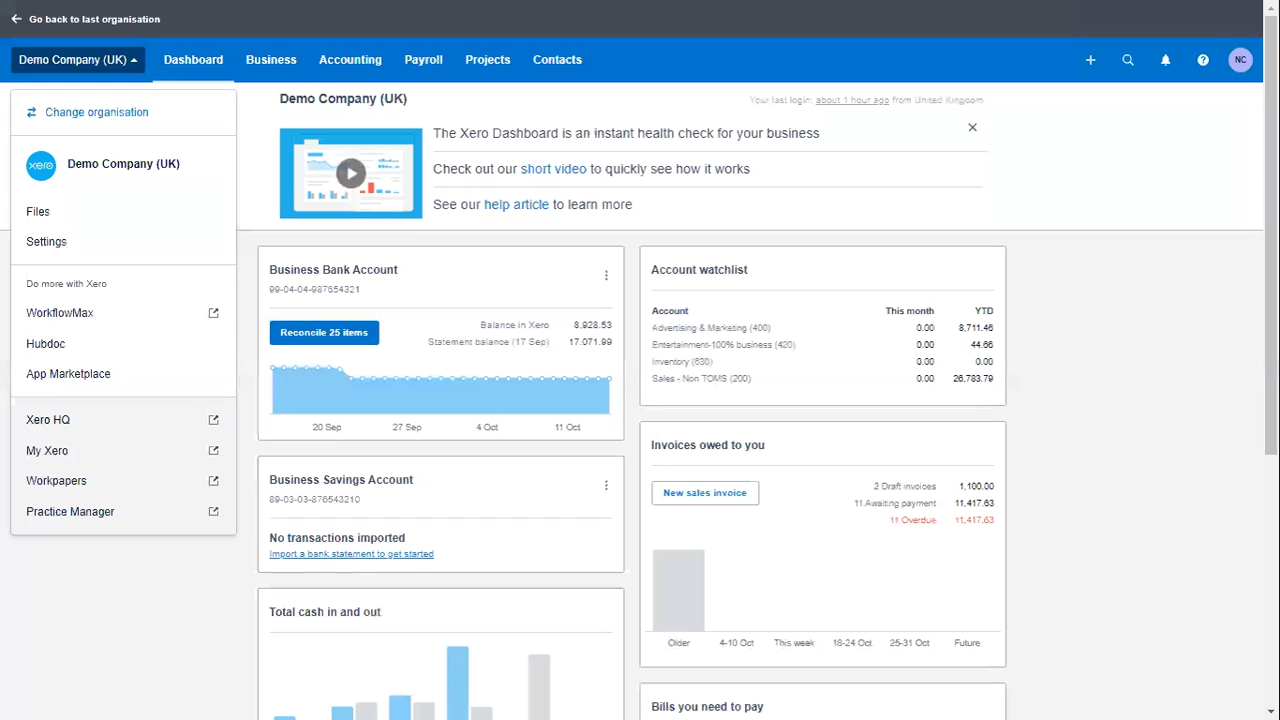 Go back to last organisation
Demo Company (UK) Dashboard Business Accounting Payroll Projects Contacts NC
Change organisation
xero Demo Company (UK)
Files
Settings
Do more with Xero
WorkflowMax
Hubdoc
App Marketplace
Xero HQ
My Xero
Workpapers
Practice Manager
Demo Company (UK)
Your last login: about 1 hour ago from United Kingdom
The Xero Dashboard is an instant health check for your business
Check out our short video to quickly see how it works
See our help article to learn more
Business Bank Account
99-04-04-987654321
Reconcile 25 items
Balance in Xero 8,928.53
Statement balance (17 Sep) 17,071.99
20 Sep 27 Sep 4 Oct 11 Oct
Business Savings Account
89-03-03-876543210
No transactions imported
Import a bank statement to get started
Total cash in and out
Account watchlist
Account This month YTD
Advertising & Marketing (400) 0.00 8,711.46
Entertainment-100% business (420) 0.00 44.66
Inventory (630) 0.00 0.00
Sales - Non TOMS (200) 0.00 26,783.79
Invoices owed to you
New sales invoice
2 Draft invoices 1,100.00
11 Awaiting payment 11,417.63
11 Overdue 11,417.63
Older 4-10 Oct This week 18-24 Oct 25-31 Oct Future
Bills you need to pay